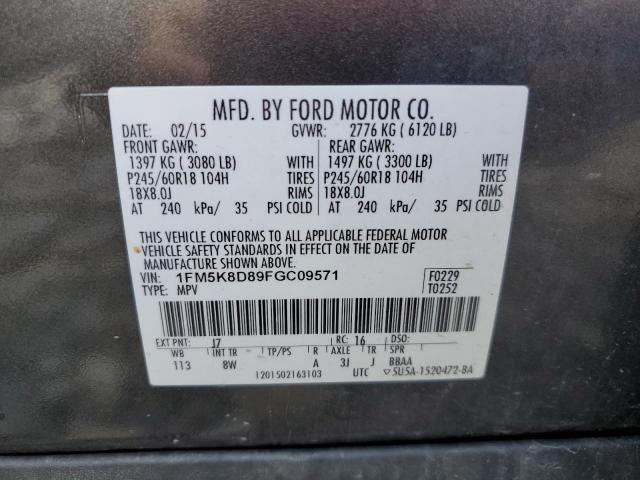 MFD. BY FORD MOTOR CO.
DATE: 02/15 GVWR: 2776 KG ( 6120 LB)
FRONT GAWR: REAR GAWR:
1397 KG ( 3080 LB) WITH 1497 KG ( 3300 LB) WITH
P245/60R18 104H TIRES P245/60R18 104H TIRES
18X8.0J RIMS 18X8.0J RIMS
AT 240 kPa/ 35 PSI COLD AT 240 kPa/ 35 PSI COLD
THIS VEHICLE CONFORMS TO ALL APPLICABLE FEDERAL MOTOR
VEHICLE SAFETY STANDARDS IN EFFECT ON THE DATE OF
MANUFACTURE SHOWN ABOVE.
VIN: 1FM5K8D89FGC09571 F0229
TYPE: MPV T0252
EXT PNT: J7 RC: 16 DSO:
WB INT TR TP/PS R AXLE TR SPR
113 8W A 3J J BBAA
1201502163103 UTC ▽5U5A-1520472-BA